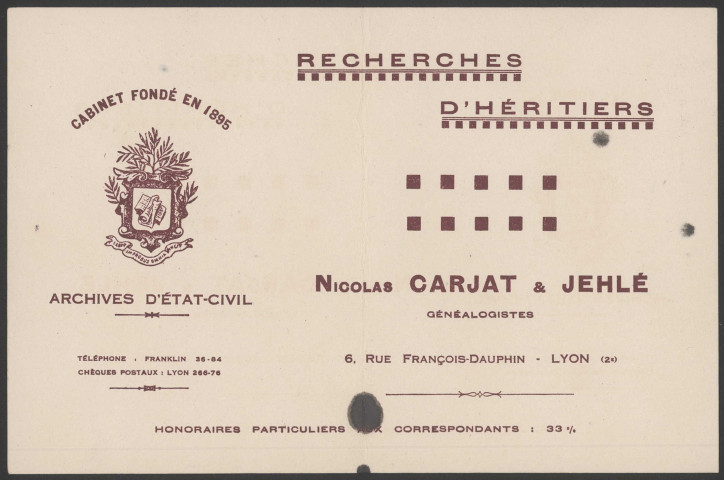 RECHERCHES
D'HÉRITIERS
CABINET FONDÉ EN 1895
ARCHIVES D'ÉTAT-CIVIL
TÉLÉPHONE : FRANKLIN 36-84
CHÈQUES POSTAUX : LYON 266-76
NICOLAS CARJAT & JEHLÉ
GÉNÉALOGISTES
6, RUE FRANÇOIS-DAUPHIN - LYON (2e)
HONORAIRES PARTICULIERS CORRESPONDANTS : 33 %